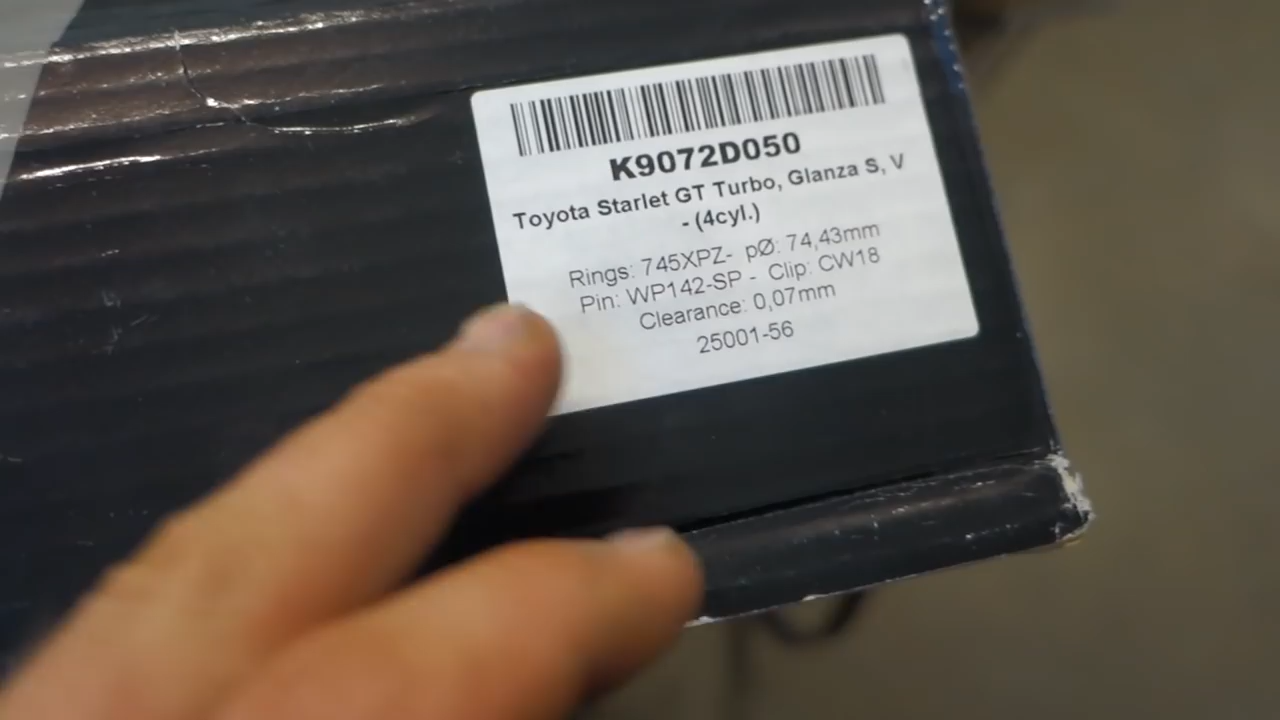 K9072D050
Toyota Starlet GT Turbo, Glanza S, V
- (4cyl.)
Rings: 745XPZ- pØ: 74,43mm
Pin: WP142-SP - Clip: CW18
Clearance: 0,07mm
25001-56